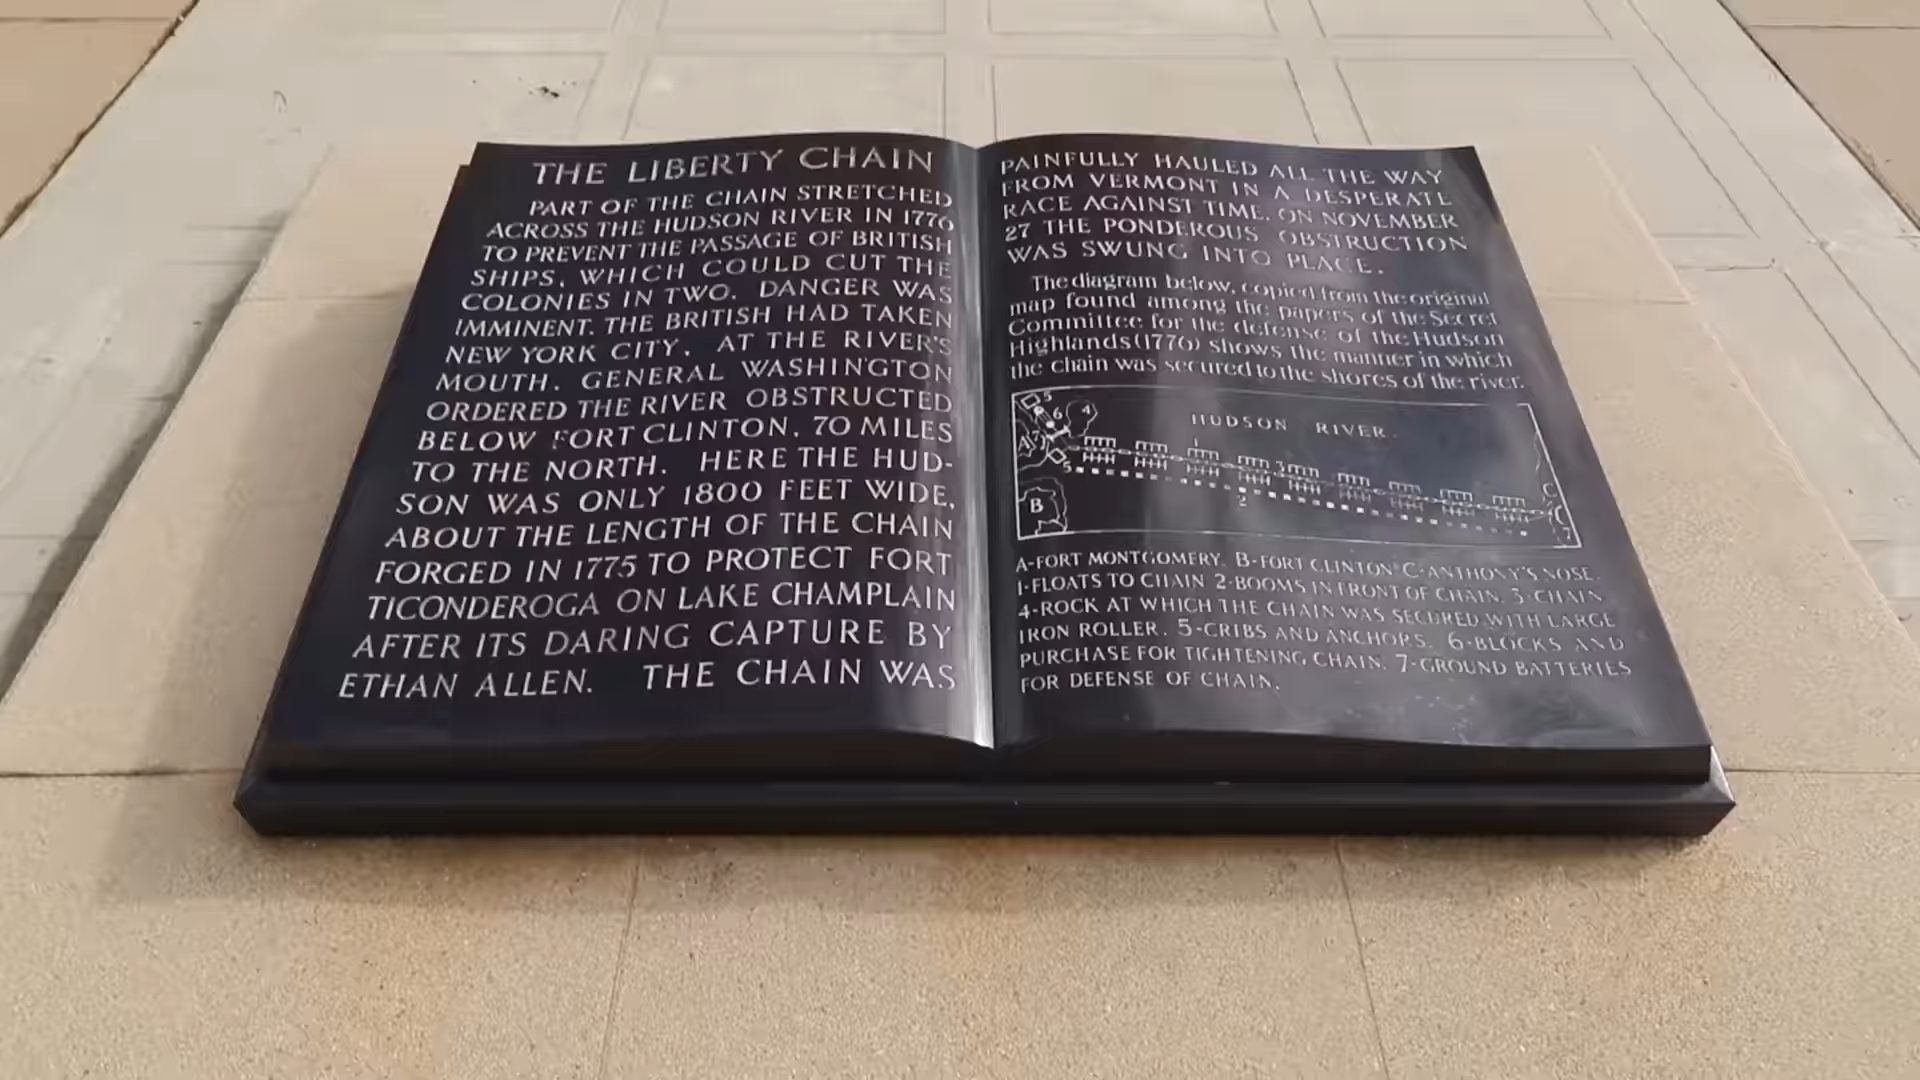 THE LIBERTY CHAIN
PART OF THE CHAIN STRETCHED
ACROSS THE HUDSON RIVER IN 1776
TO PREVENT THE PASSAGE OF BRITISH
SHIPS, WHICH COULD CUT THE
COLONIES IN TWO. DANGER WAS
IMMINENT. THE BRITISH HAD TAKEN
NEW YORK CITY, AT THE RIVER'S
MOUTH. GENERAL WASHINGTON
ORDERED THE RIVER OBSTRUCTED
BELOW FORT CLINTON, 70 MILES
TO THE NORTH. HERE THE HUD-
SON WAS ONLY 1800 FEET WIDE,
ABOUT THE LENGTH OF THE CHAIN
FORGED IN 1775 TO PROTECT FORT
TICONDEROGA ON LAKE CHAMPLAIN
AFTER ITS DARING CAPTURE BY
ETHAN ALLEN. THE CHAIN WAS
PAINFULLY HAULED ALL THE WAY
FROM VERMONT IN A DESPERATE
RACE AGAINST TIME. ON NOVEMBER
27 THE PONDEROUS OBSTRUCTION
WAS SWUNG INTO PLACE.
The diagram below, copied from the original
map found among the papers of the Secret
Committee for the defense of the Hudson
Highlands (1776) shows the manner in which
the chain was secured to the shores of the river.
5
6 4
HUDSON RIVER
A 7
1
5
3
2
B
C
7
A-FORT MONTGOMERY. B-FORT CLINTON C-ANTHONY'S NOSE.
1-FLOATS TO CHAIN 2-BOOMS IN FRONT OF CHAIN. 3-CHAIN
4-ROCK AT WHICH THE CHAIN WAS SECURED WITH LARGE
IRON ROLLER. 5-CRIBS AND ANCHORS. 6-BLOCKS AND
PURCHASE FOR TIGHTENING CHAIN. 7-GROUND BATTERIES
FOR DEFENSE OF CHAIN.